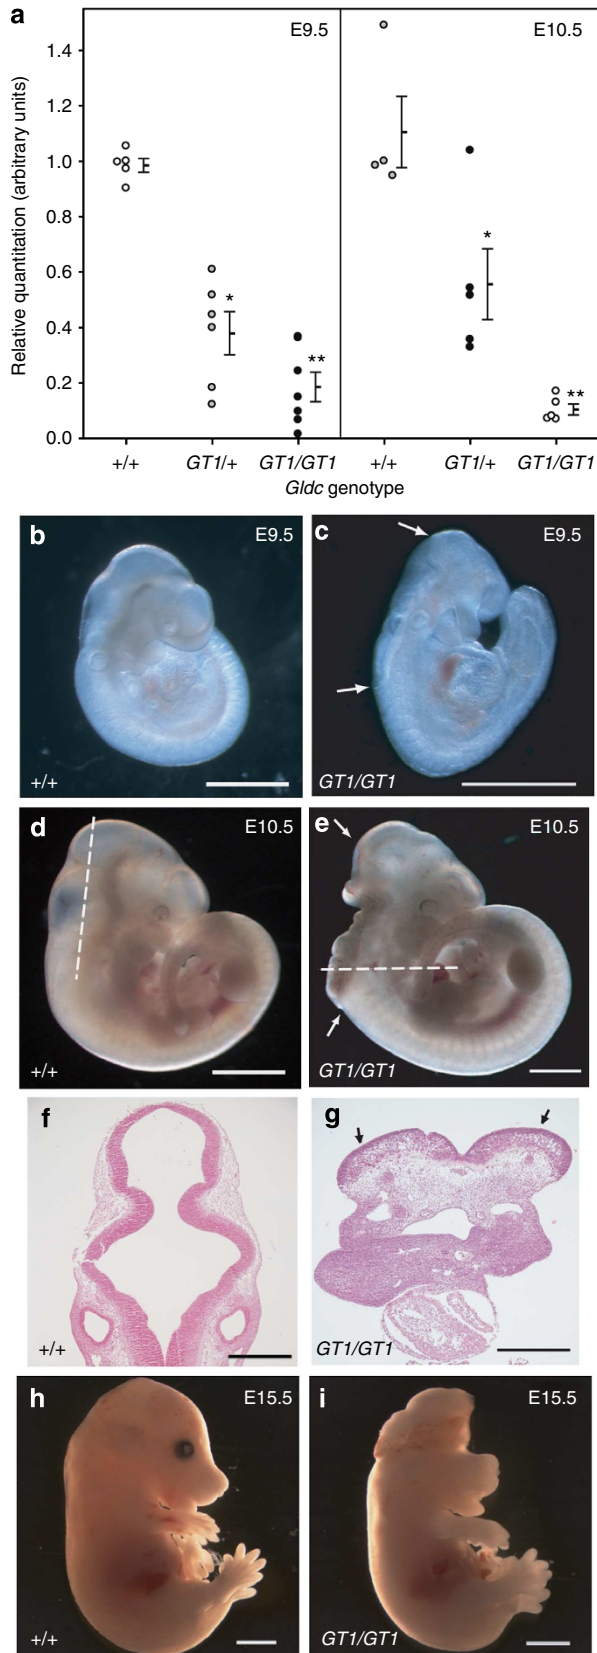 a
E9.5
E10.5
Relative quantitation (arbitrary units)
1.4
1.2
1.0
0.8
0.6
0.4
0.2
0.0
*
**
*
**
+/+
GT1/+
GT1/GT1
+/+
GT1/+
GT1/GT1
Gldc genotype
b
E9.5
+/+
c
E9.5
GT1/GT1
d
E10.5
+/+
e
E10.5
GT1/GT1
f
+/+
g
GT1/GT1
h
E15.5
+/+
i
E15.5
GT1/GT1